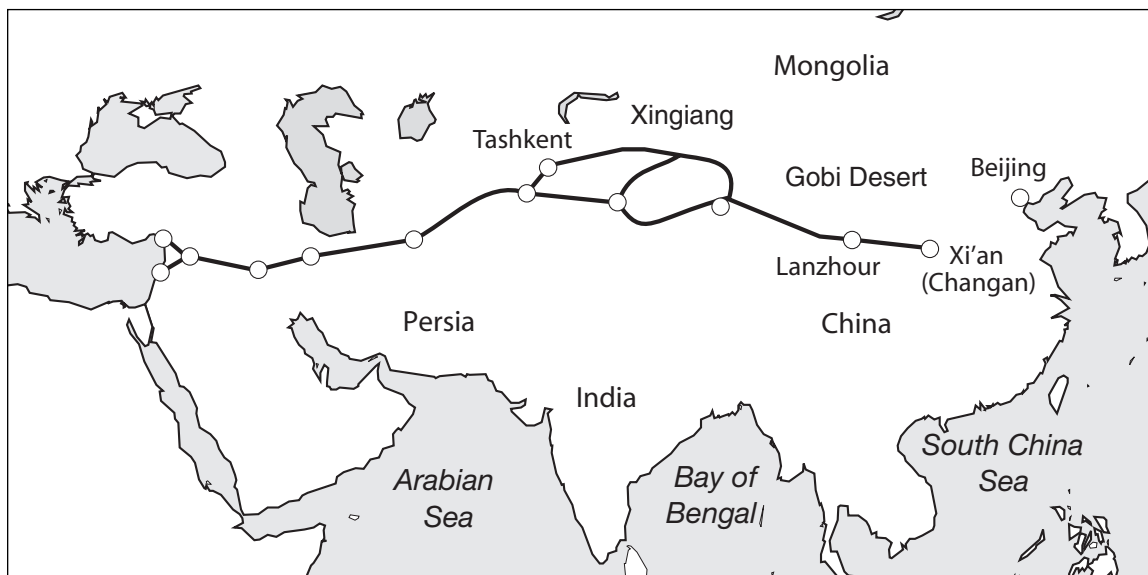 Mongolia
Xingiang
Tashkent
Gobi Desert
Beijing
Lanzhour
Xi’an
(Changan)
Persia
China
India
Arabian
Sea
Bay of
Bengal
South China
Sea